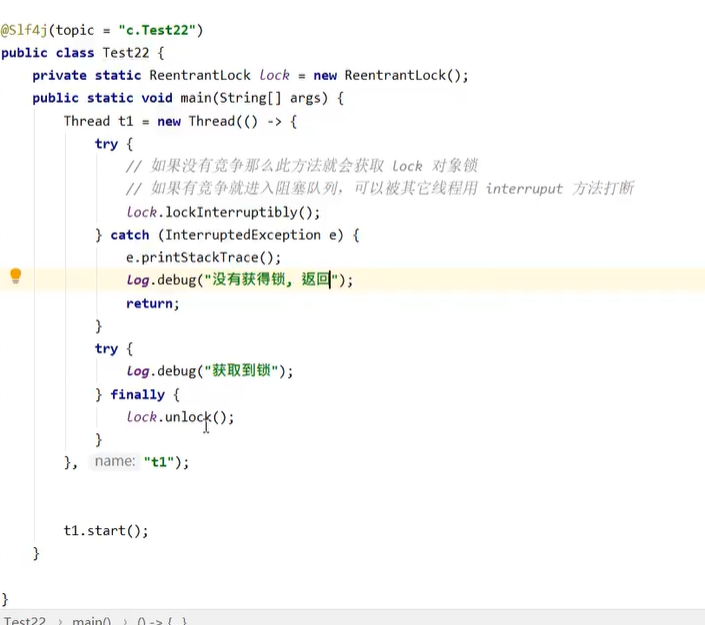 @Slf4j(topic = "c.Test22")
public class Test22 {
private static ReentrantLock lock = new ReentrantLock();
public static void main(String[] args) {
Thread t1 = new Thread(() -> {
try {
// 如果没有竞争那么此方法就会获取 lock 对象锁
// 如果有竞争就进入阻塞队列，可以被其它线程用 interruput 方法打断
lock.lockInterruptibly();
} catch (InterruptedException e) {
e.printStackTrace();
log.debug("没有获得锁, 返回");
return;
}
try {
log.debug("获取到锁");
} finally {
lock.unlock();
}
}, name: "t1");
t1.start();
}
}
Test22 › main() › () -> { }